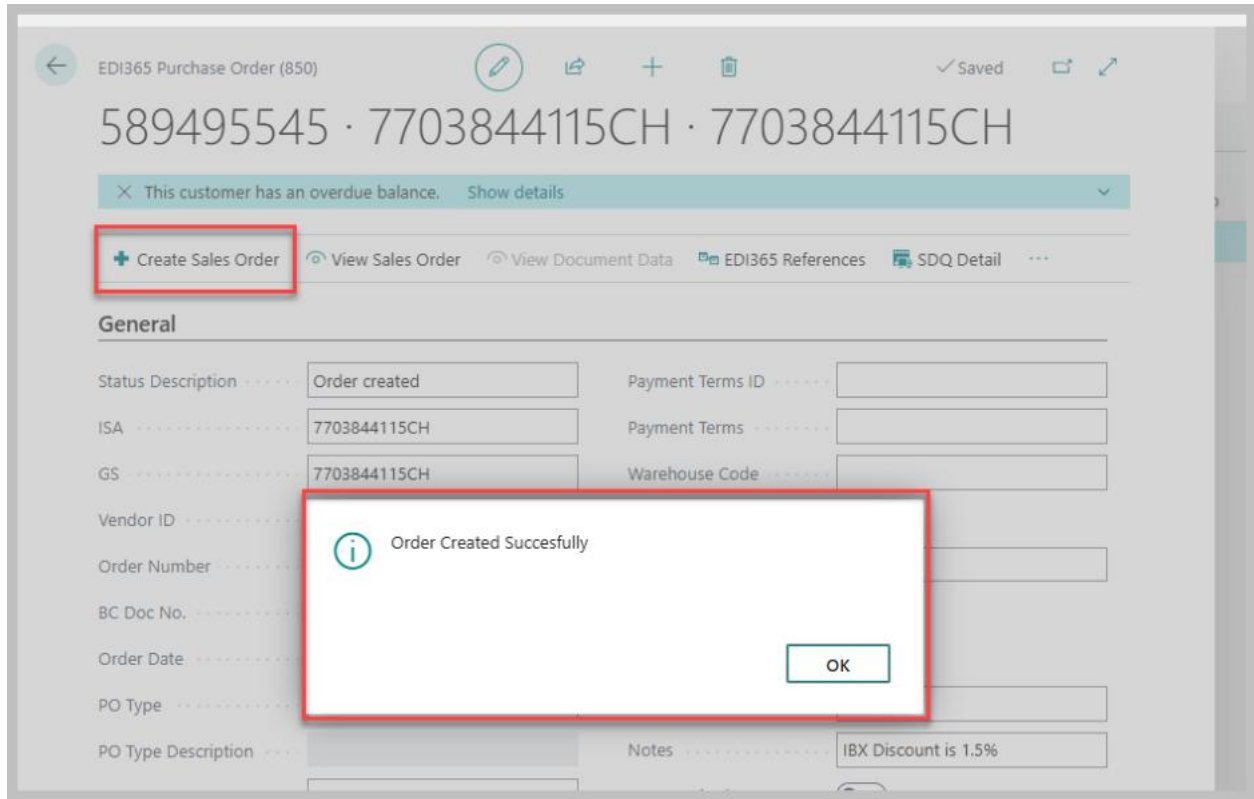 EDI365 Purchase Order (850)
Saved
589495545 · 7703844115CH · 7703844115CH
This customer has an overdue balance. Show details
Create Sales Order View Sales Order View Document Data EDI365 References SDQ Detail ...
General
Status Description Order created Payment Terms ID
ISA 7703844115CH Payment Terms
GS 7703844115CH Warehouse Code
Vendor ID
Order Number
BC Doc No.
Order Date
PO Type
PO Type Description Notes IBX Discount is 1.5%
Order Created Succesfully
OK